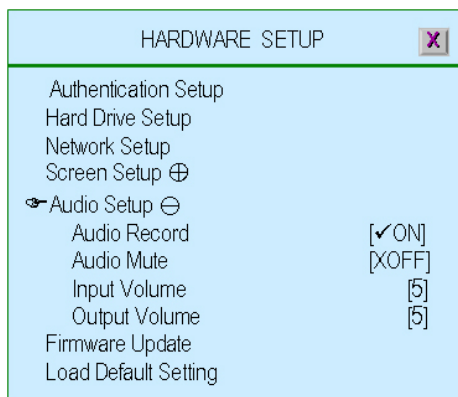 HARDWARE SETUP X
Authentication Setup
Hard Drive Setup
Network Setup
Screen Setup ⊕
Audio Setup ⊖
Audio Record [✔ON]
Audio Mute [XOFF]
Input Volume [5]
Output Volume [5]
Firmware Update
Load Default Setting